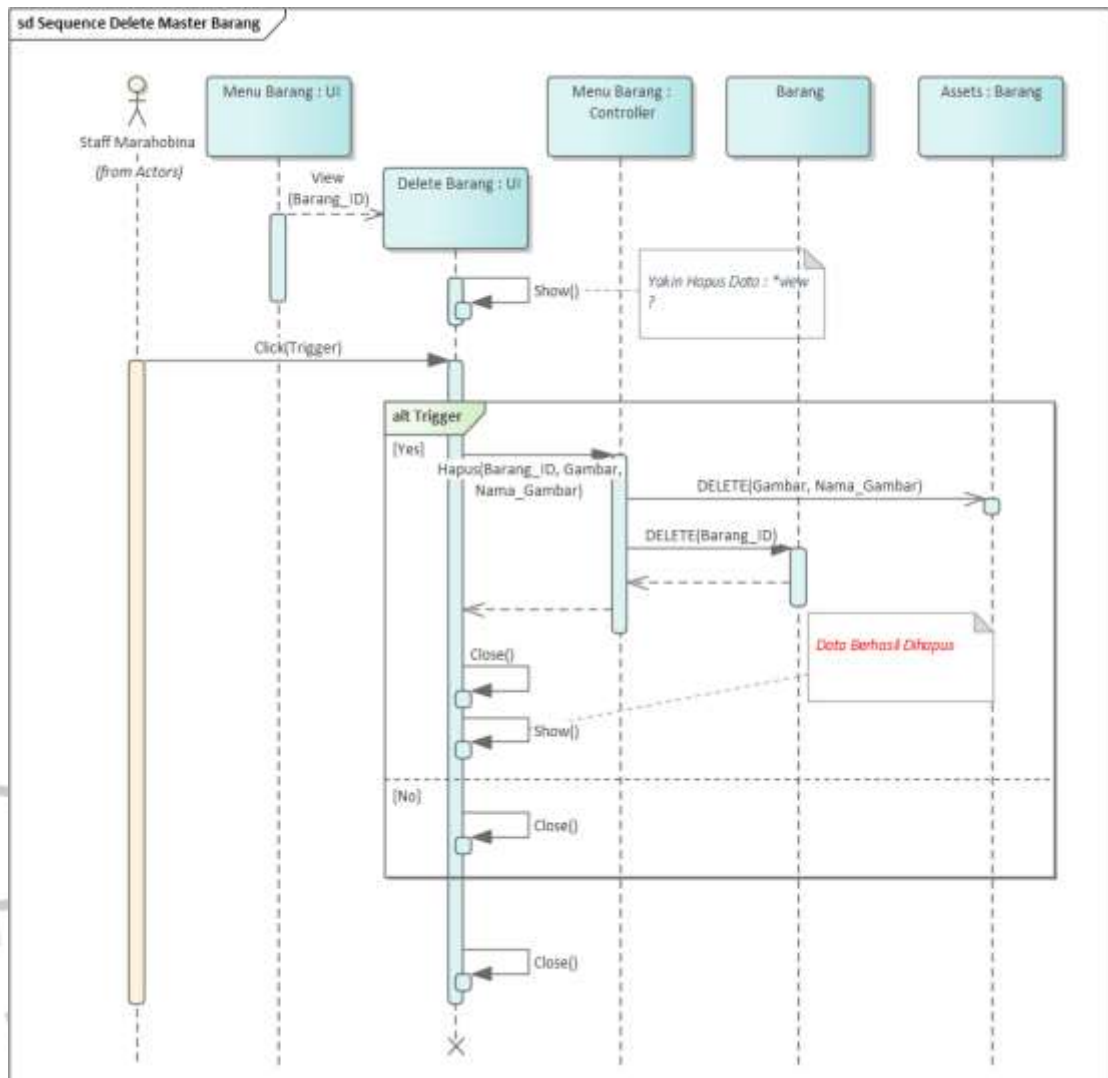 sd Sequence Delete Master Barang
Staff Marahobina
(from Actors)
Menu Barang : UI
Menu Barang :
Controller
Barang
Assets : Barang
View
(Barang_ID)
Delete Barang : UI
Show()
Yakin Hapus Data : *view
?
Click(Trigger)
alt Trigger
[Yes]
Hapus(Barang_ID, Gambar,
Nama_Gambar)
DELETE(Gambar, Nama_Gambar)
DELETE(Barang_ID)
Data Berhasil Dihapus
Close()
Show()
[No]
Close()
Close()